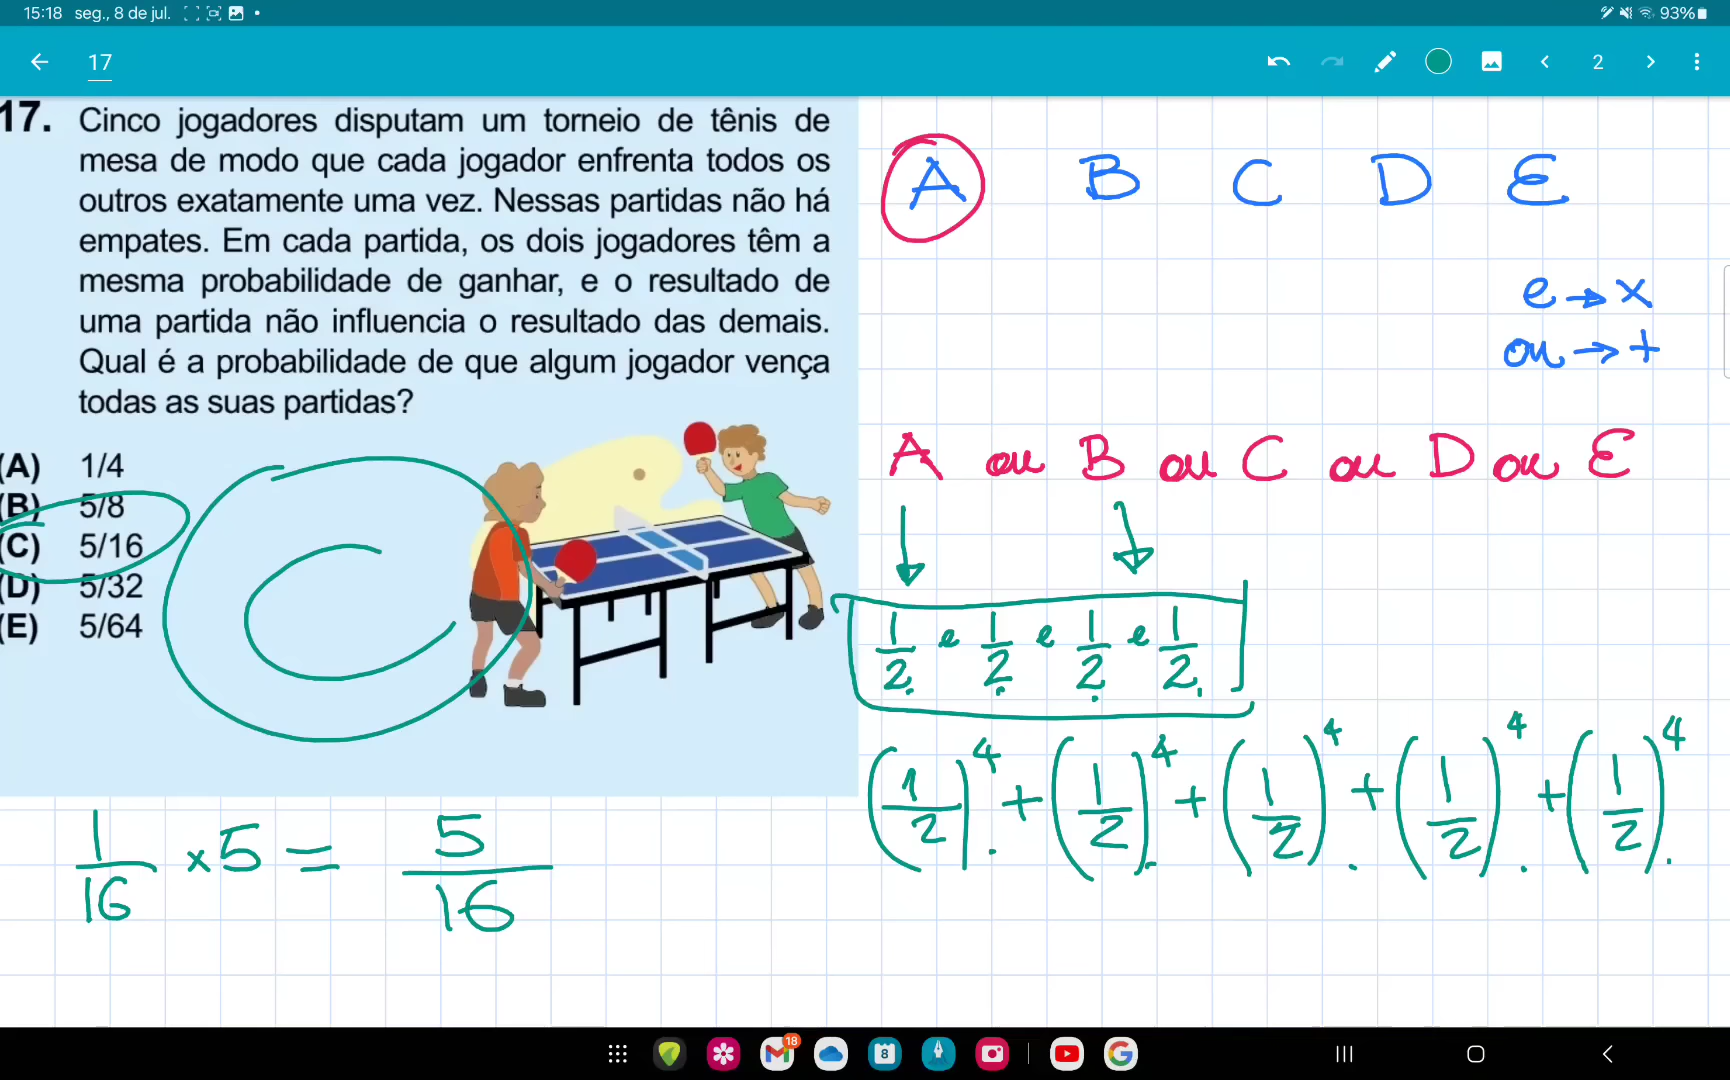 15:18 seg., 8 de jul.
93%
17
2
17. Cinco jogadores disputam um torneio de tênis de
mesa de modo que cada jogador enfrenta todos os
outros exatamente uma vez. Nessas partidas não há
empates. Em cada partida, os dois jogadores têm a
mesma probabilidade de ganhar, e o resultado de
uma partida não influencia o resultado das demais.
Qual é a probabilidade de que algum jogador vença
todas as suas partidas?
(A) 1/4
(B) 5/8
(C) 5/16
(D) 5/32
(E) 5/64
C
A B C D E
e → x
ou → +
A ou B ou C ou D ou E
1/2 e 1/2 e 1/2 e 1/2
(1/2)^4 + (1/2)^4 + (1/2)^4 + (1/2)^4 + (1/2)^4
1/16 x 5 = 5/16
18
8